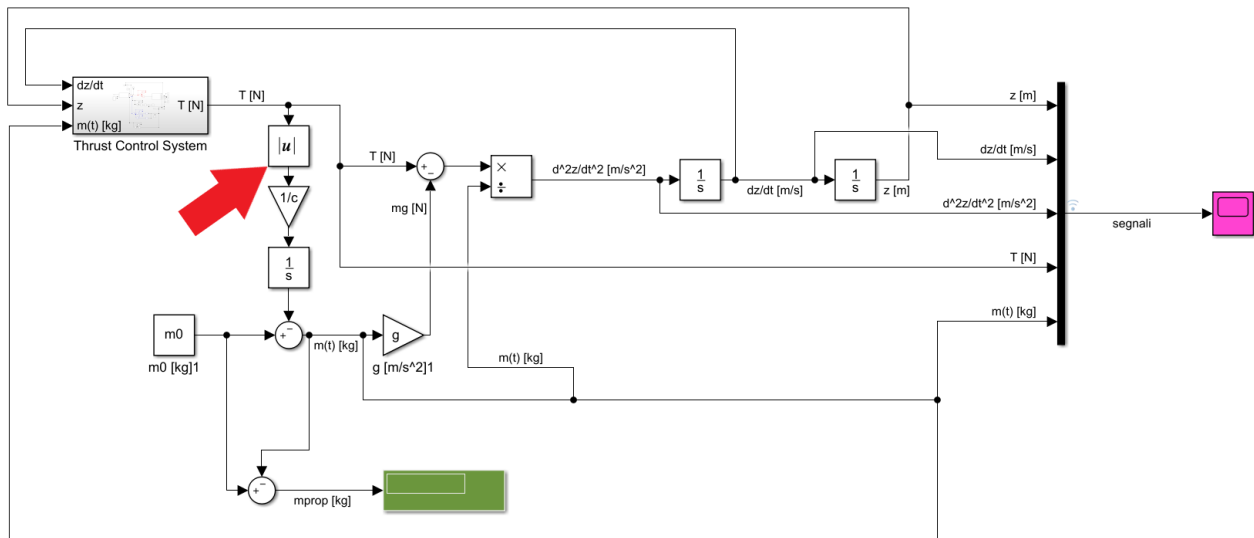 dz/dt
z
m(t) [kg]
T [N]
Thrust Control System
T [N]
|u|
1/c
1
s
m0
m0 [kg]1
m(t) [kg]
g
g [m/s^2]1
mprop [kg]
T [N]
mg [N]
×
÷
m(t) [kg]
d^2z/dt^2 [m/s^2]
1
s
dz/dt [m/s]
1
s
z [m]
z [m]
dz/dt [m/s]
d^2z/dt^2 [m/s^2]
T [N]
m(t) [kg]
segnali